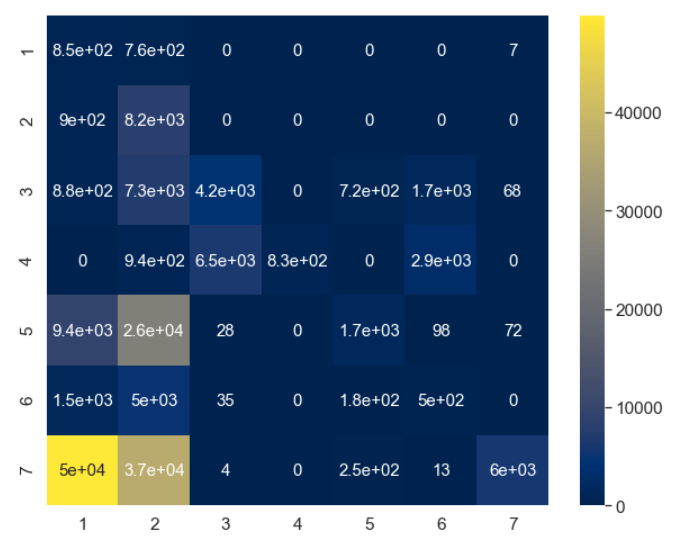 1 8.5e+02 7.6e+02 0 0 0 0 7
2 9e+02 8.2e+03 0 0 0 0 0
40000
3 8.8e+02 7.3e+03 4.2e+03 0 7.2e+02 1.7e+03 68
30000
4 0 9.4e+02 6.5e+03 8.3e+02 0 2.9e+03 0
5 9.4e+03 2.6e+04 28 0 1.7e+03 98 72
20000
6 1.5e+03 5e+03 35 0 1.8e+02 5e+02 0
10000
7 5e+04 3.7e+04 4 0 2.5e+02 13 6e+03
0
1 2 3 4 5 6 7